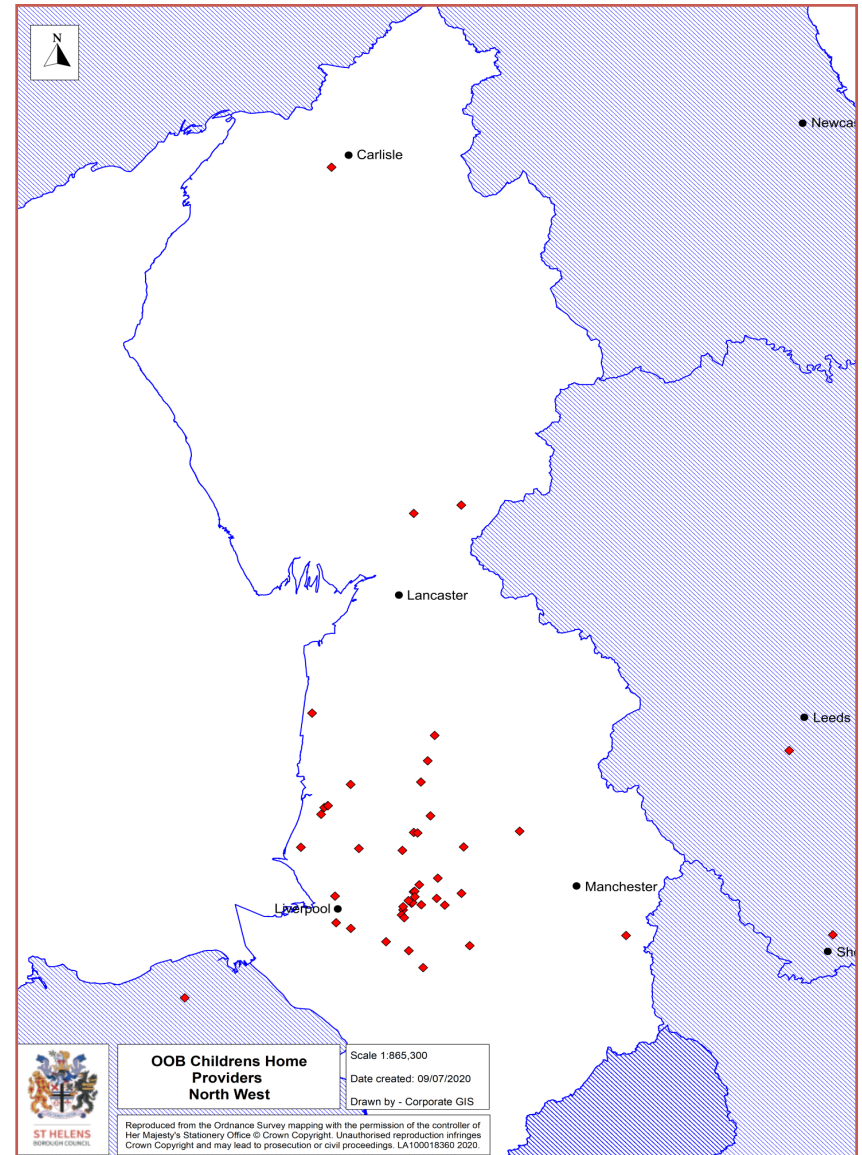 N
Newca
Carlisle
Lancaster
Leeds
Manchester
Liverpool
She
OOB Childrens Home
Providers
North West
Scale 1:865,300
Date created: 09/07/2020
Drawn by - Corporate GIS
ST HELENS
BOROUGH COUNCIL
Reproduced from the Ordnance Survey mapping with the permission of the controller of
Her Majesty's Stationery Office © Crown Copyright. Unauthorised reproduction infringes
Crown Copyright and may lead to prosecution or civil proceedings. LA100018360 2020.